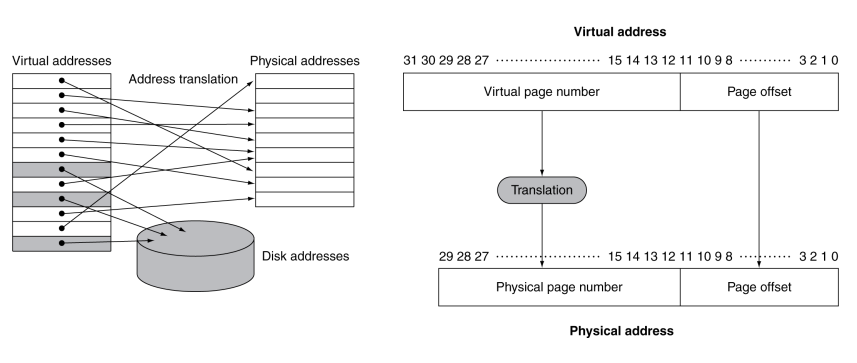 Virtual addresses
Address translation
Physical addresses
Disk addresses
Virtual address
31 30 29 28 27 ······················ 15 14 13 12 11 10 9 8 ··········· 3 2 1 0
Virtual page number
Page offset
Translation
29 28 27 ······················ 15 14 13 12 11 10 9 8 ··········· 3 2 1 0
Physical page number
Page offset
Physical address